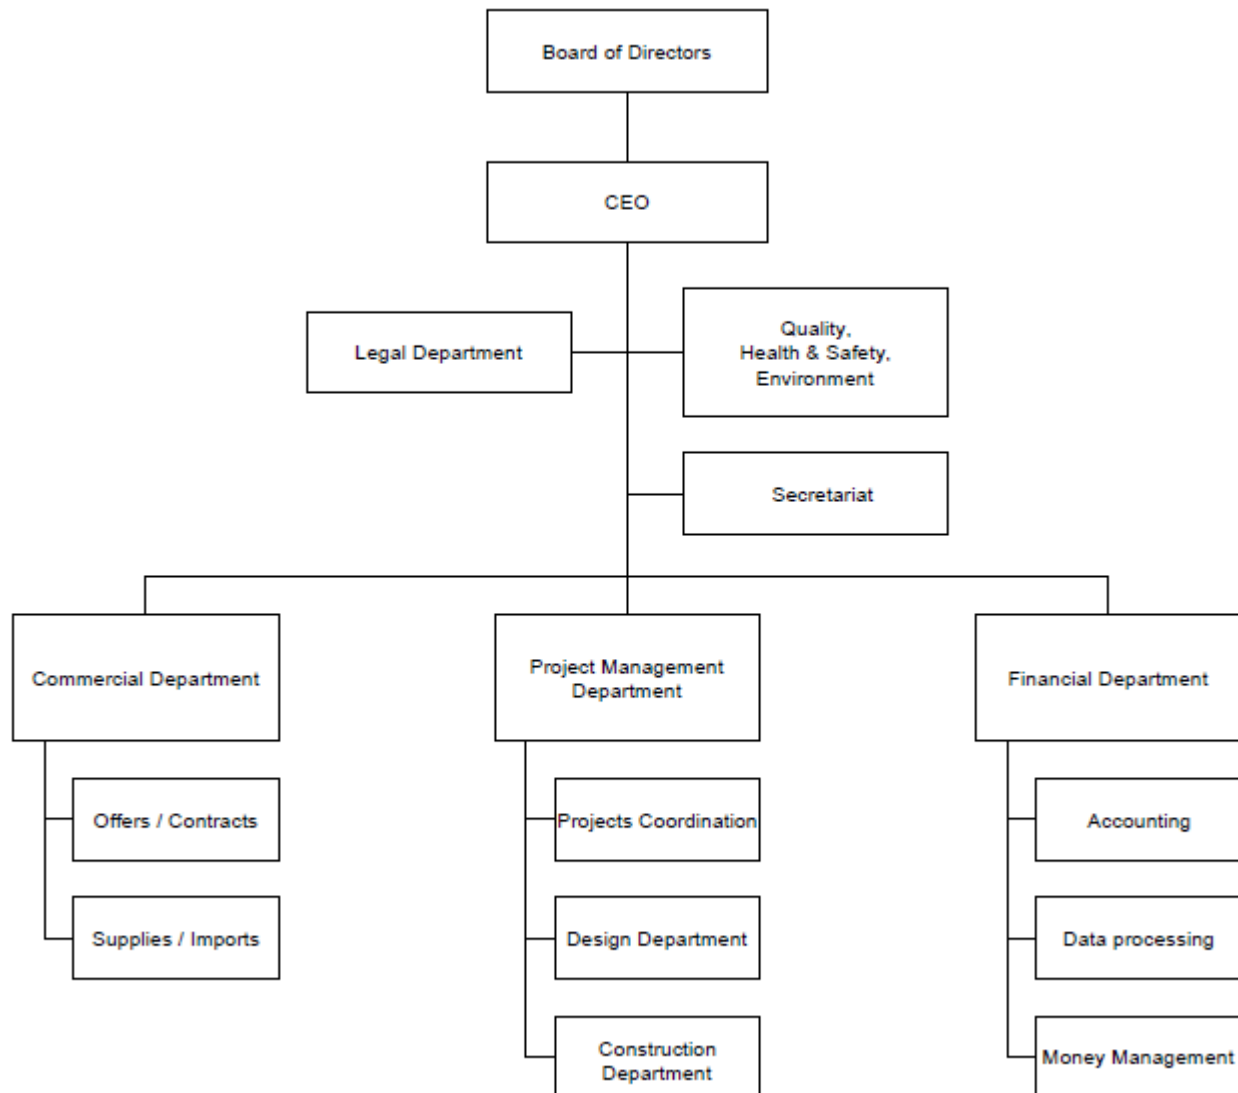 Board of Directors
CEO
Legal Department
Quality,
Health & Safety,
Environment
Secretariat
Commercial Department
Project Management
Department
Financial Department
Offers / Contracts
Projects Coordination
Accounting
Supplies / Imports
Design Department
Data processing
Construction
Department
Money Management